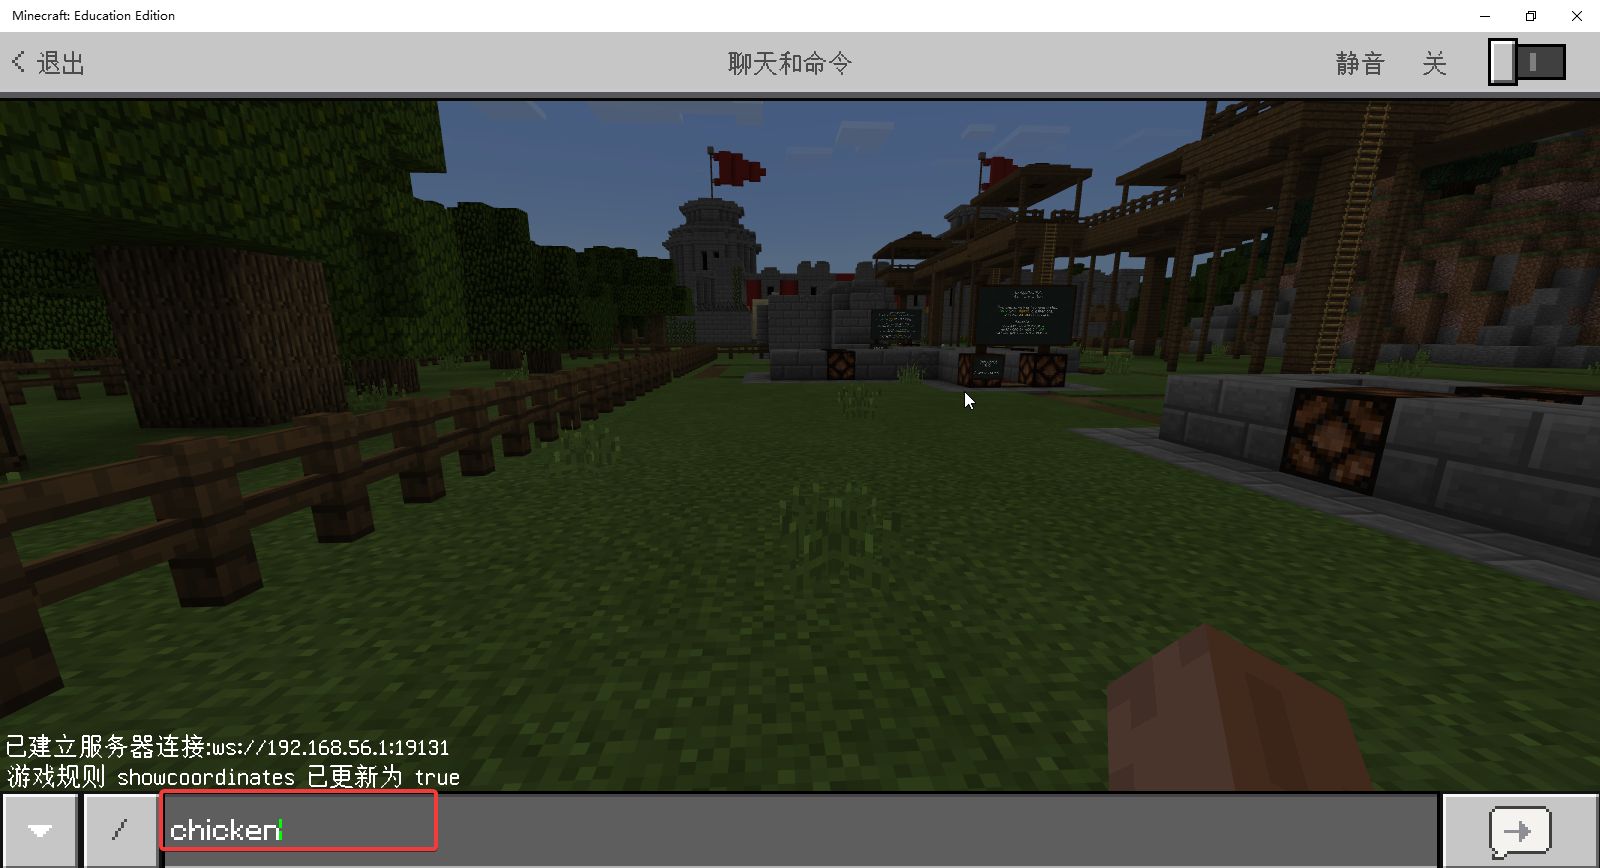 Minecraft: Education Edition
退出
聊天和命令
静音 关
已建立服务器连接:ws://192.168.56.1:19131
游戏规则 showcoordinates 已更新为 true
/
chicken